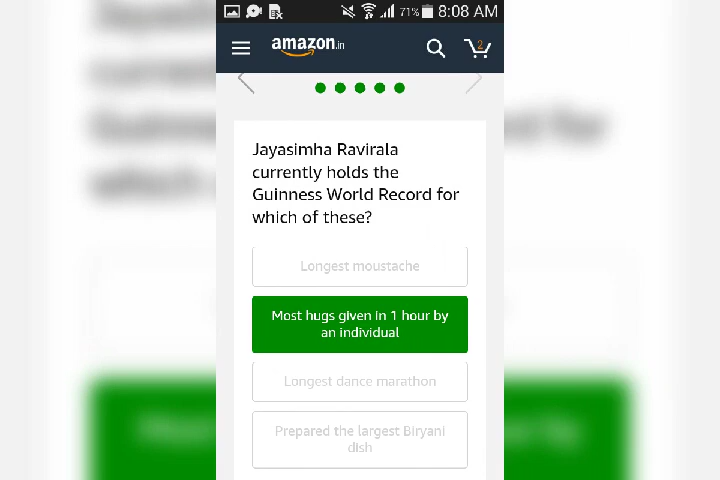 71% 8:08 AM
amazon.in 2
Jayasimha Ravirala
currently holds the
Guinness World Record for
which of these?
Longest moustache
Most hugs given in 1 hour by
an individual
Longest dance marathon
Prepared the largest Biryani
dish